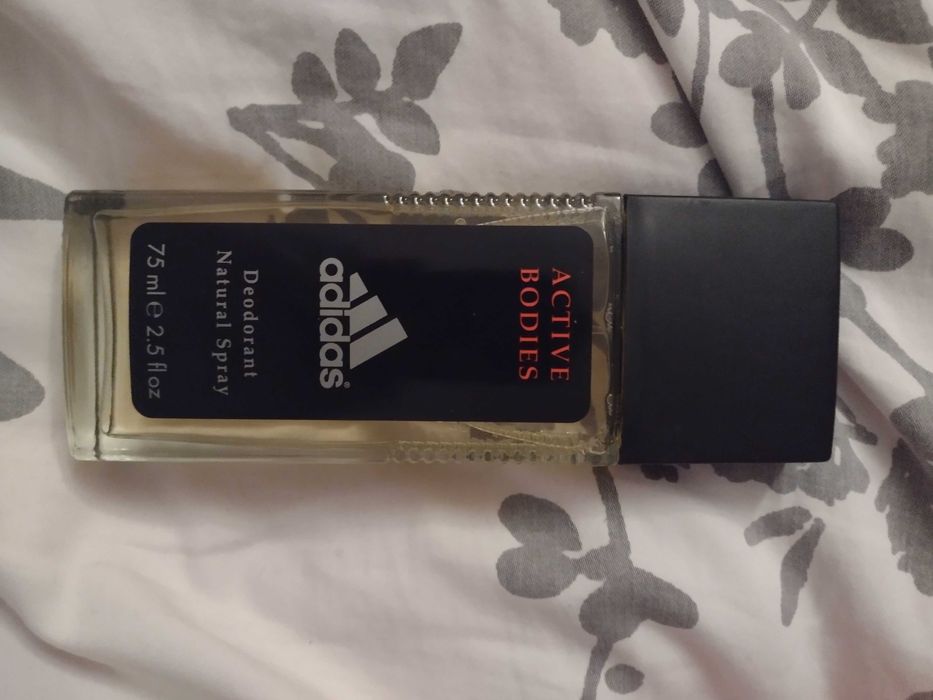 ACTIVE
BODIES
adidas®
Deodorant
Natural Spray
75 ml ℮ 2.5 fl oz